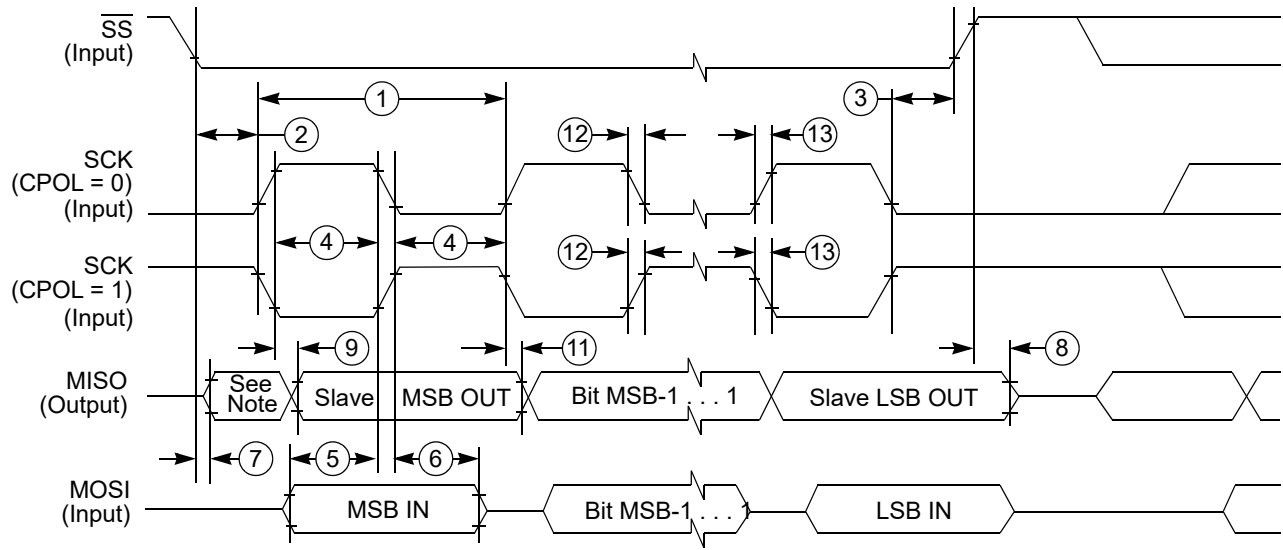 SS
(Input)
1
3
2
12
13
SCK
(CPOL = 0)
(Input)
4
4
12
13
SCK
(CPOL = 1)
(Input)
9
11
8
MISO
(Output)
See
Note
Slave
MSB OUT
Bit MSB-1 . . . 1
Slave LSB OUT
7
5
6
MOSI
(Input)
MSB IN
Bit MSB-1 . . . 1
LSB IN